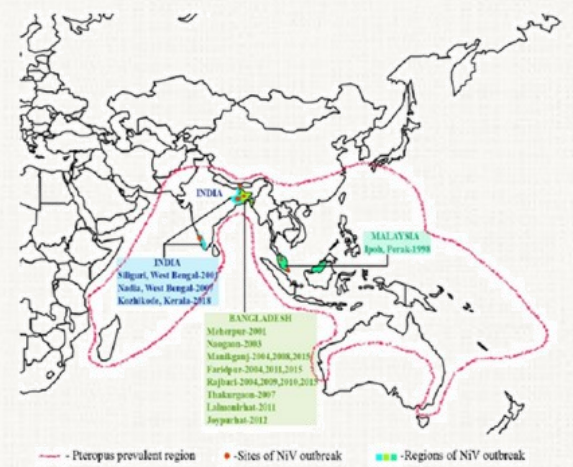 INDIA
MALAYSIA
Ipoh, Perak-1998
INDIA
Siliguri, West Bengal-2001
Nadia, West Bengal-2007
Kozhikode, Kerala-2018
BANGLADESH
Meherpur-2001
Naogaon-2003
Manikganj-2004,2008,2015
Faridpur-2004,2011,2015
Rajbari-2004,2009,2010,2015
Thakurgaon-2007
Lalmonirhat-2011
Joypurhat-2012
- Pteropus prevalent region
-Sites of NiV outbreak
-Regions of NiV outbreak